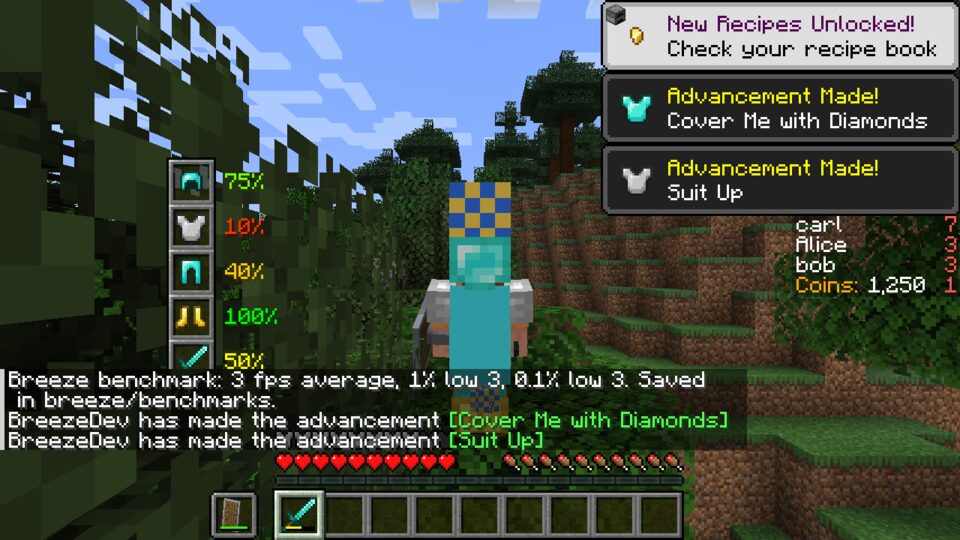 New Recipes Unlocked!
Check your recipe book
Advancement Made!
Cover Me with Diamonds
Advancement Made!
Suit Up
75%
10%
40%
100%
50%
carl 7
Alice 3
bob 3
Coins: 1,250 1
Breeze benchmark: 3 fps average, 1% low 3, 0.1% low 3. Saved
in breeze/benchmarks.
BreezeDev has made the advancement [Cover Me with Diamonds]
BreezeDev has made the advancement [Suit Up]